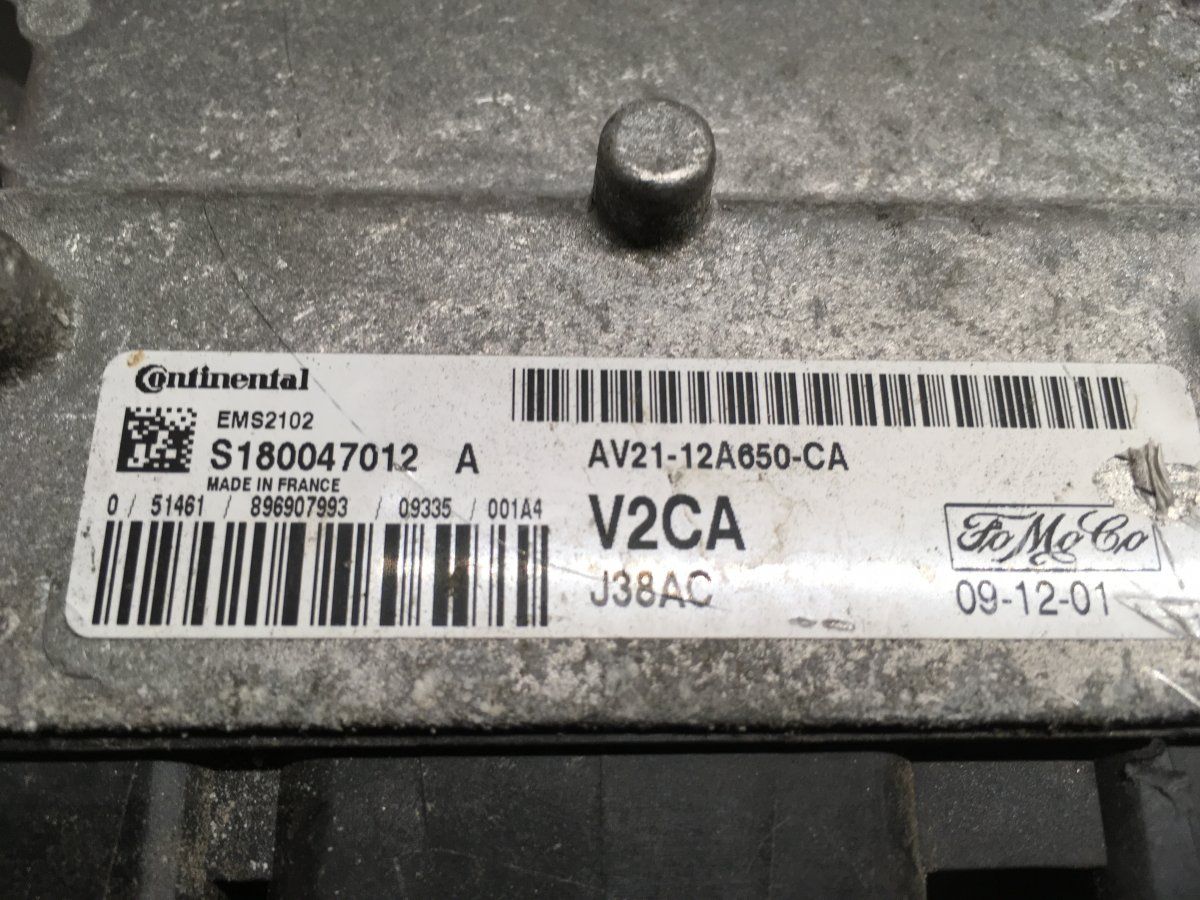 Continental
EMS2102
S180047012 A
MADE IN FRANCE
0 / 51461 / 896907993 / 09335 / 001A4
AV21-12A650-CA
V2CA
J38AC
FoMoCo
09-12-01